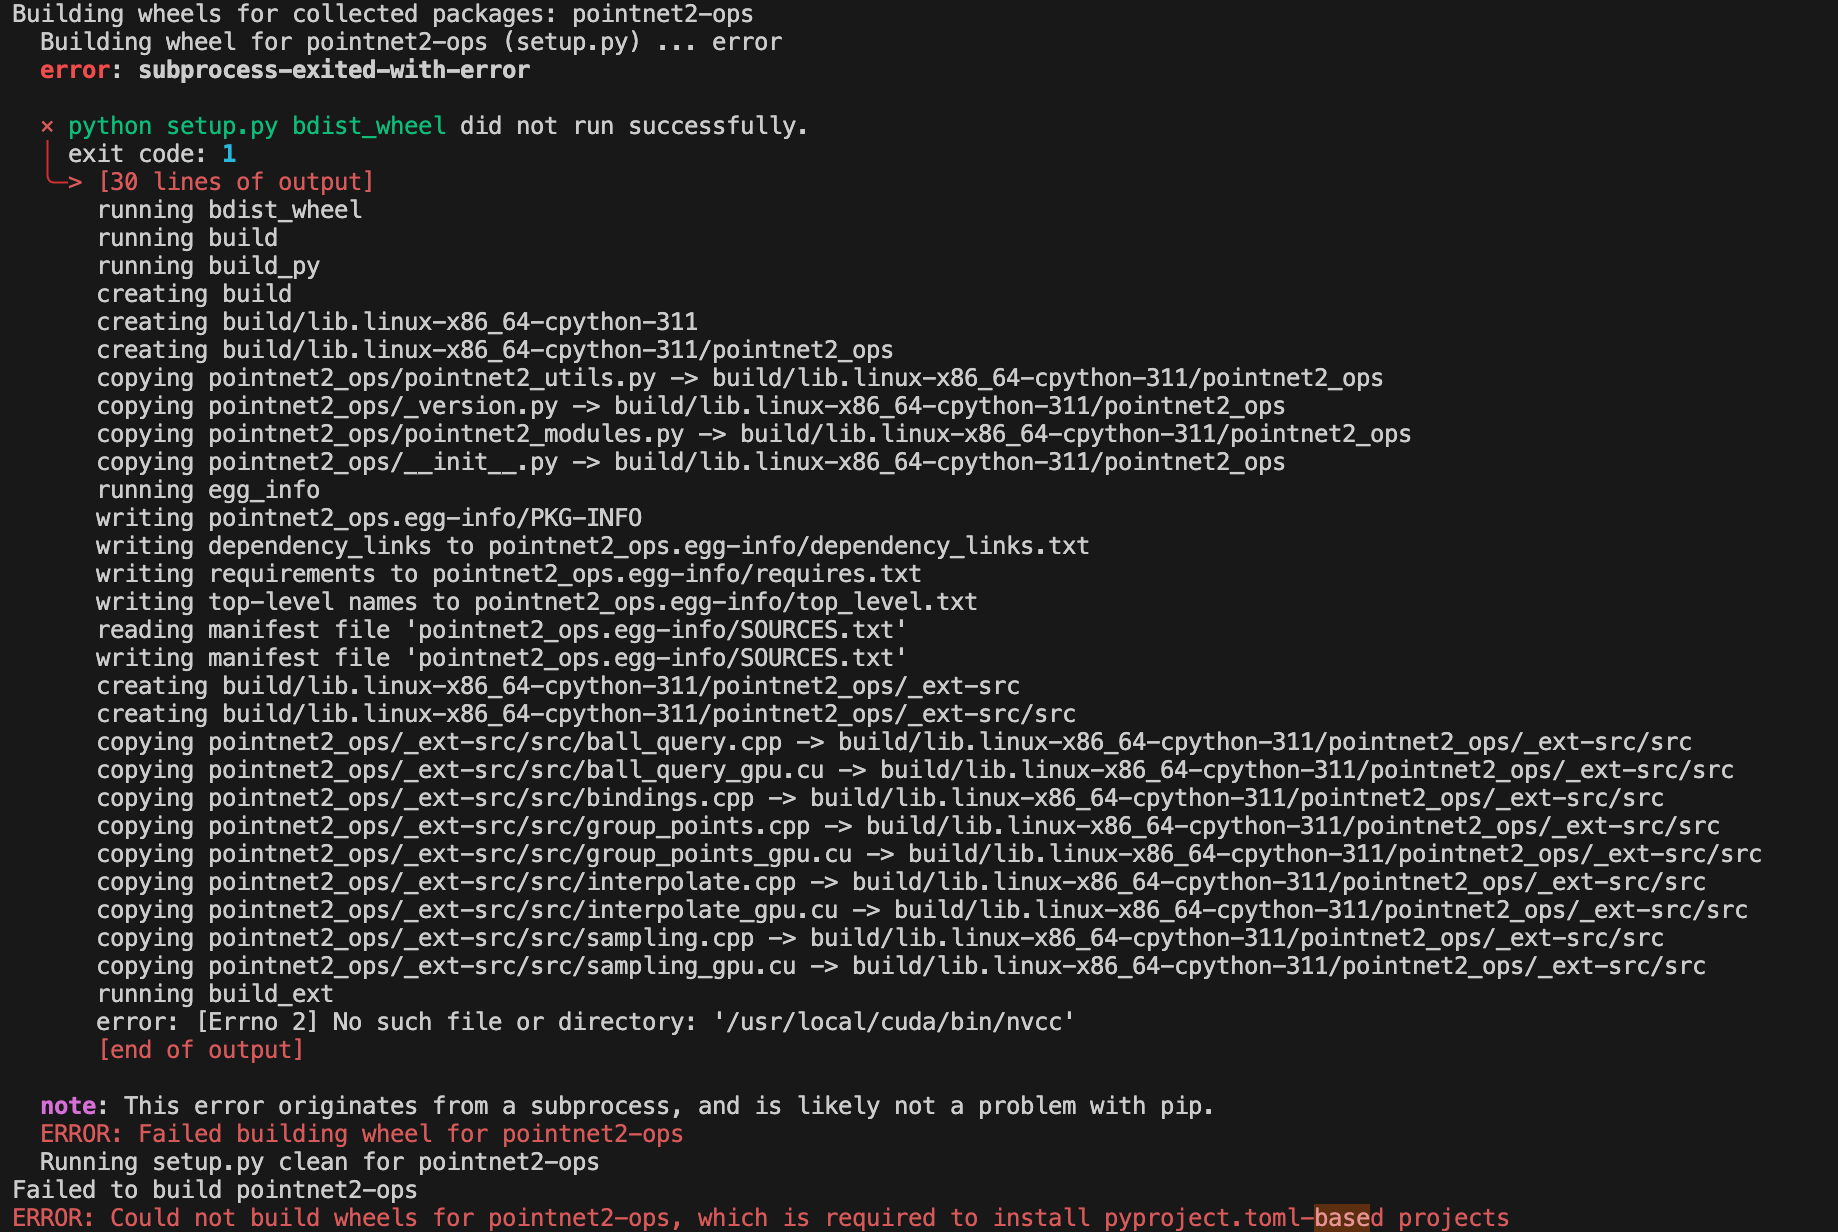 Building wheels for collected packages: pointnet2-ops
Building wheel for pointnet2-ops (setup.py) ... error
error: subprocess-exited-with-error
× python setup.py bdist_wheel did not run successfully.
│ exit code: 1
╰─> [30 lines of output]
running bdist_wheel
running build
running build_py
creating build
creating build/lib.linux-x86_64-cpython-311
creating build/lib.linux-x86_64-cpython-311/pointnet2_ops
copying pointnet2_ops/pointnet2_utils.py -> build/lib.linux-x86_64-cpython-311/pointnet2_ops
copying pointnet2_ops/_version.py -> build/lib.linux-x86_64-cpython-311/pointnet2_ops
copying pointnet2_ops/pointnet2_modules.py -> build/lib.linux-x86_64-cpython-311/pointnet2_ops
copying pointnet2_ops/__init__.py -> build/lib.linux-x86_64-cpython-311/pointnet2_ops
running egg_info
writing pointnet2_ops.egg-info/PKG-INFO
writing dependency_links to pointnet2_ops.egg-info/dependency_links.txt
writing requirements to pointnet2_ops.egg-info/requires.txt
writing top-level names to pointnet2_ops.egg-info/top_level.txt
reading manifest file 'pointnet2_ops.egg-info/SOURCES.txt'
writing manifest file 'pointnet2_ops.egg-info/SOURCES.txt'
creating build/lib.linux-x86_64-cpython-311/pointnet2_ops/_ext-src
creating build/lib.linux-x86_64-cpython-311/pointnet2_ops/_ext-src/src
copying pointnet2_ops/_ext-src/src/ball_query.cpp -> build/lib.linux-x86_64-cpython-311/pointnet2_ops/_ext-src/src
copying pointnet2_ops/_ext-src/src/ball_query_gpu.cu -> build/lib.linux-x86_64-cpython-311/pointnet2_ops/_ext-src/src
copying pointnet2_ops/_ext-src/src/bindings.cpp -> build/lib.linux-x86_64-cpython-311/pointnet2_ops/_ext-src/src
copying pointnet2_ops/_ext-src/src/group_points.cpp -> build/lib.linux-x86_64-cpython-311/pointnet2_ops/_ext-src/src
copying pointnet2_ops/_ext-src/src/group_points_gpu.cu -> build/lib.linux-x86_64-cpython-311/pointnet2_ops/_ext-src/src
copying pointnet2_ops/_ext-src/src/interpolate.cpp -> build/lib.linux-x86_64-cpython-311/pointnet2_ops/_ext-src/src
copying pointnet2_ops/_ext-src/src/interpolate_gpu.cu -> build/lib.linux-x86_64-cpython-311/pointnet2_ops/_ext-src/src
copying pointnet2_ops/_ext-src/src/sampling.cpp -> build/lib.linux-x86_64-cpython-311/pointnet2_ops/_ext-src/src
copying pointnet2_ops/_ext-src/src/sampling_gpu.cu -> build/lib.linux-x86_64-cpython-311/pointnet2_ops/_ext-src/src
running build_ext
error: [Errno 2] No such file or directory: '/usr/local/cuda/bin/nvcc'
[end of output]
note: This error originates from a subprocess, and is likely not a problem with pip.
ERROR: Failed building wheel for pointnet2-ops
Running setup.py clean for pointnet2-ops
Failed to build pointnet2-ops
ERROR: Could not build wheels for pointnet2-ops, which is required to install pyproject.toml-based projects